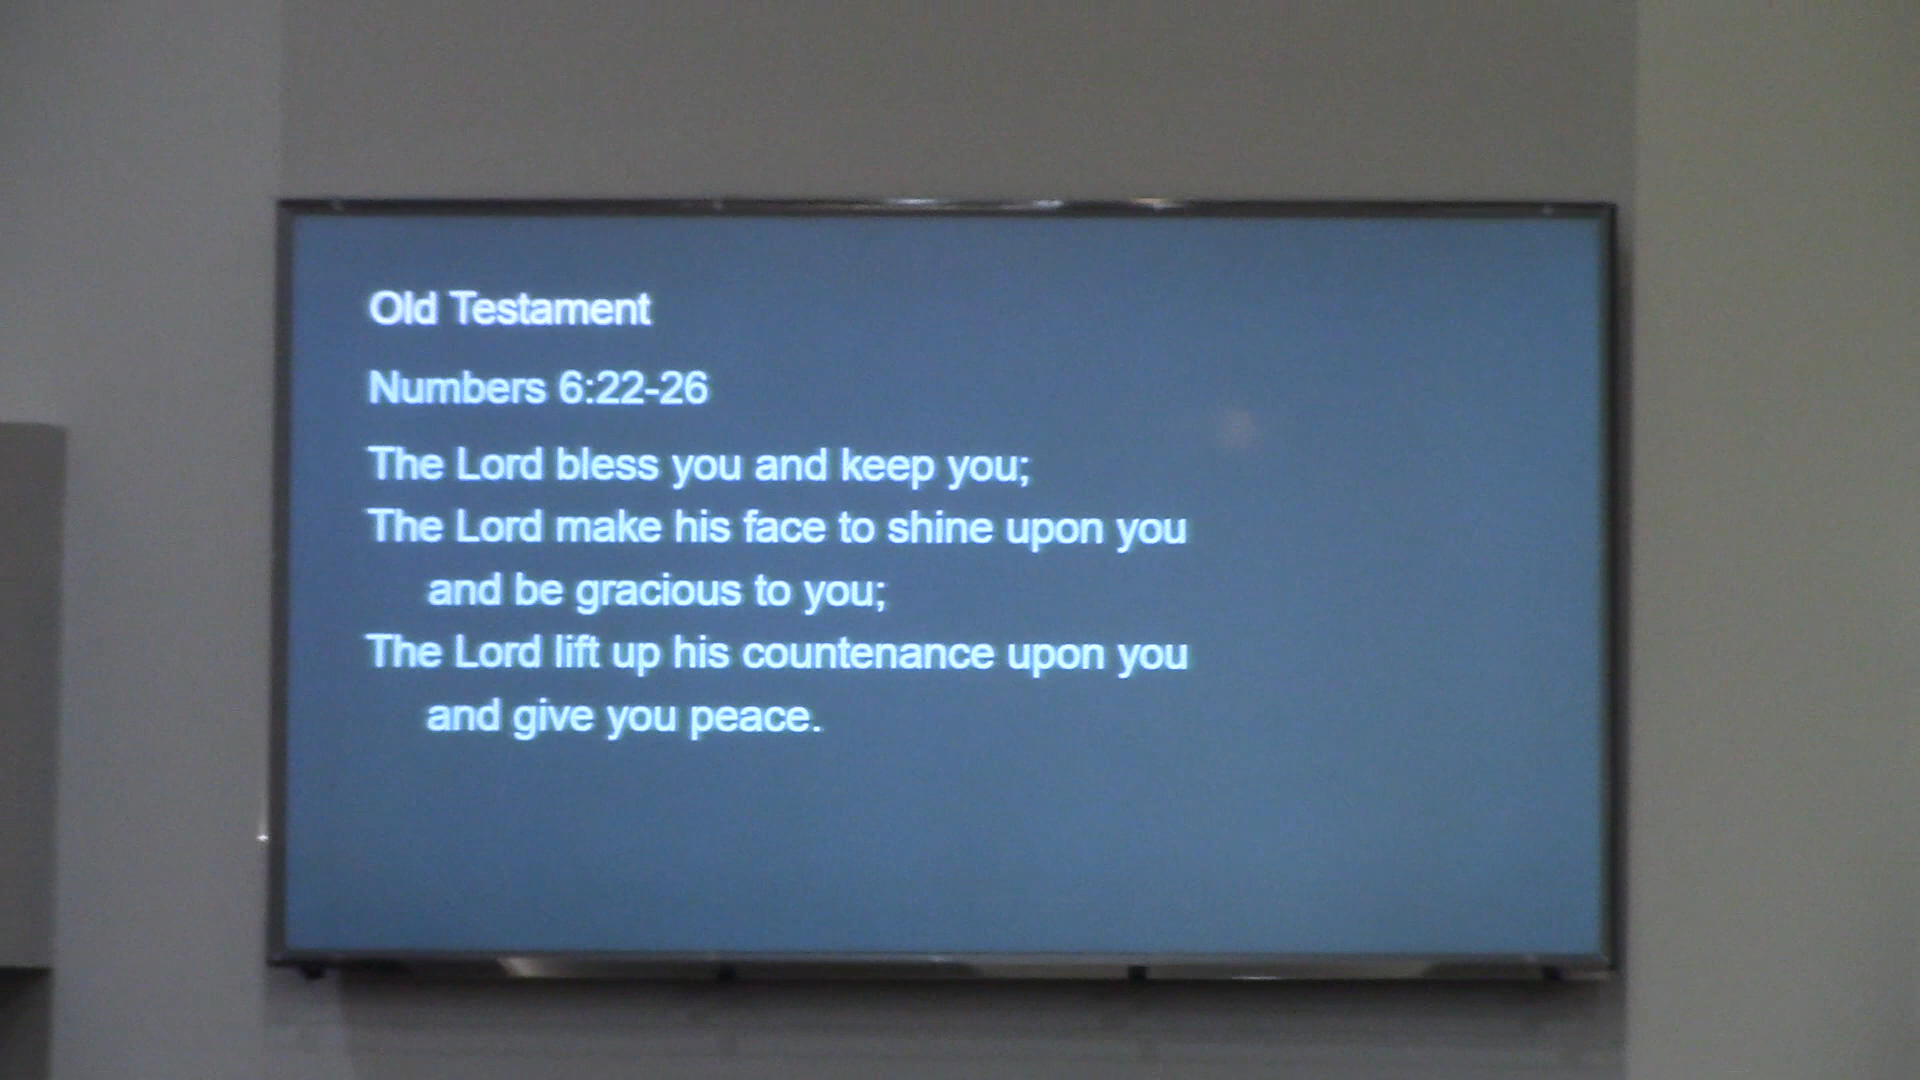 Old Testament
Numbers 6:22-26
The Lord bless you and keep you;
The Lord make his face to shine upon you
and be gracious to you;
The Lord lift up his countenance upon you
and give you peace.